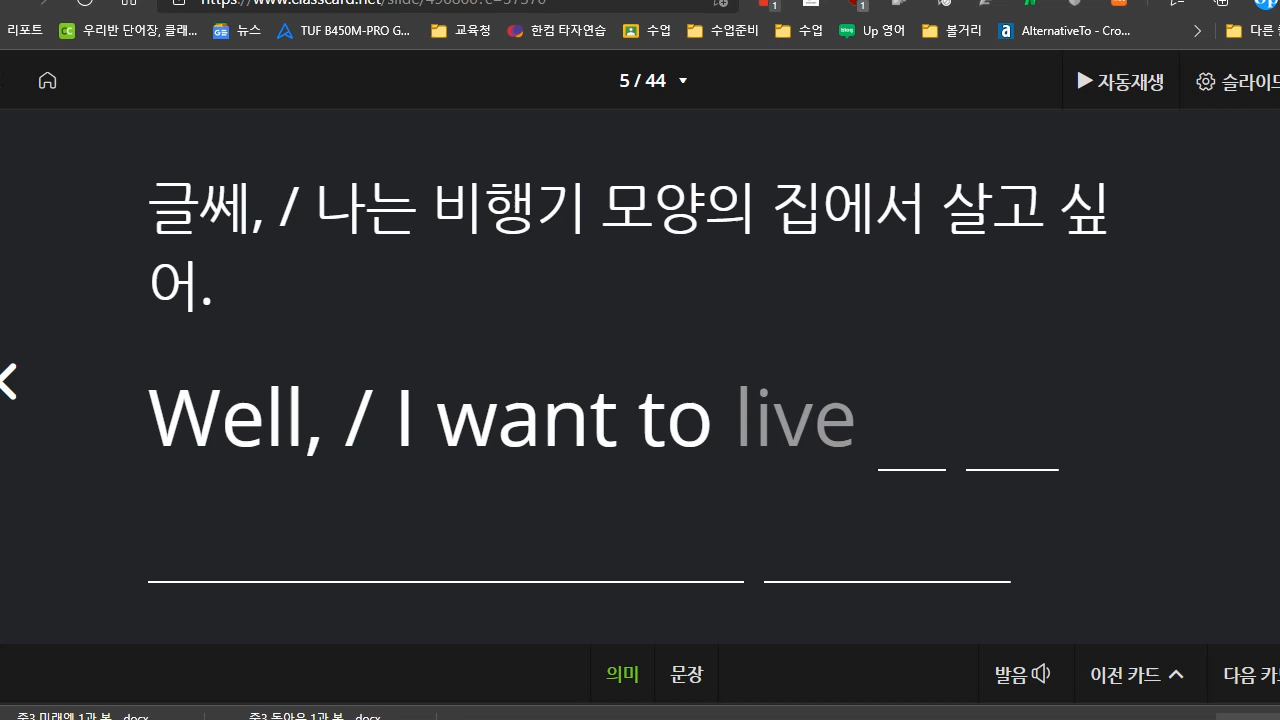 리포트 우리반 단어장, 클래... 뉴스 TUF B450M-PRO G... 교육청 한컴 타자연습 수업 수업준비 수업 Up 영어 볼거리 AlternativeTo - Cro... 다른
5 / 44 자동재생 슬라이드
글쎄, / 나는 비행기 모양의 집에서 살고 싶
어.
Well, / I want to live
의미 문장 발음 이전 카드 다음 카드